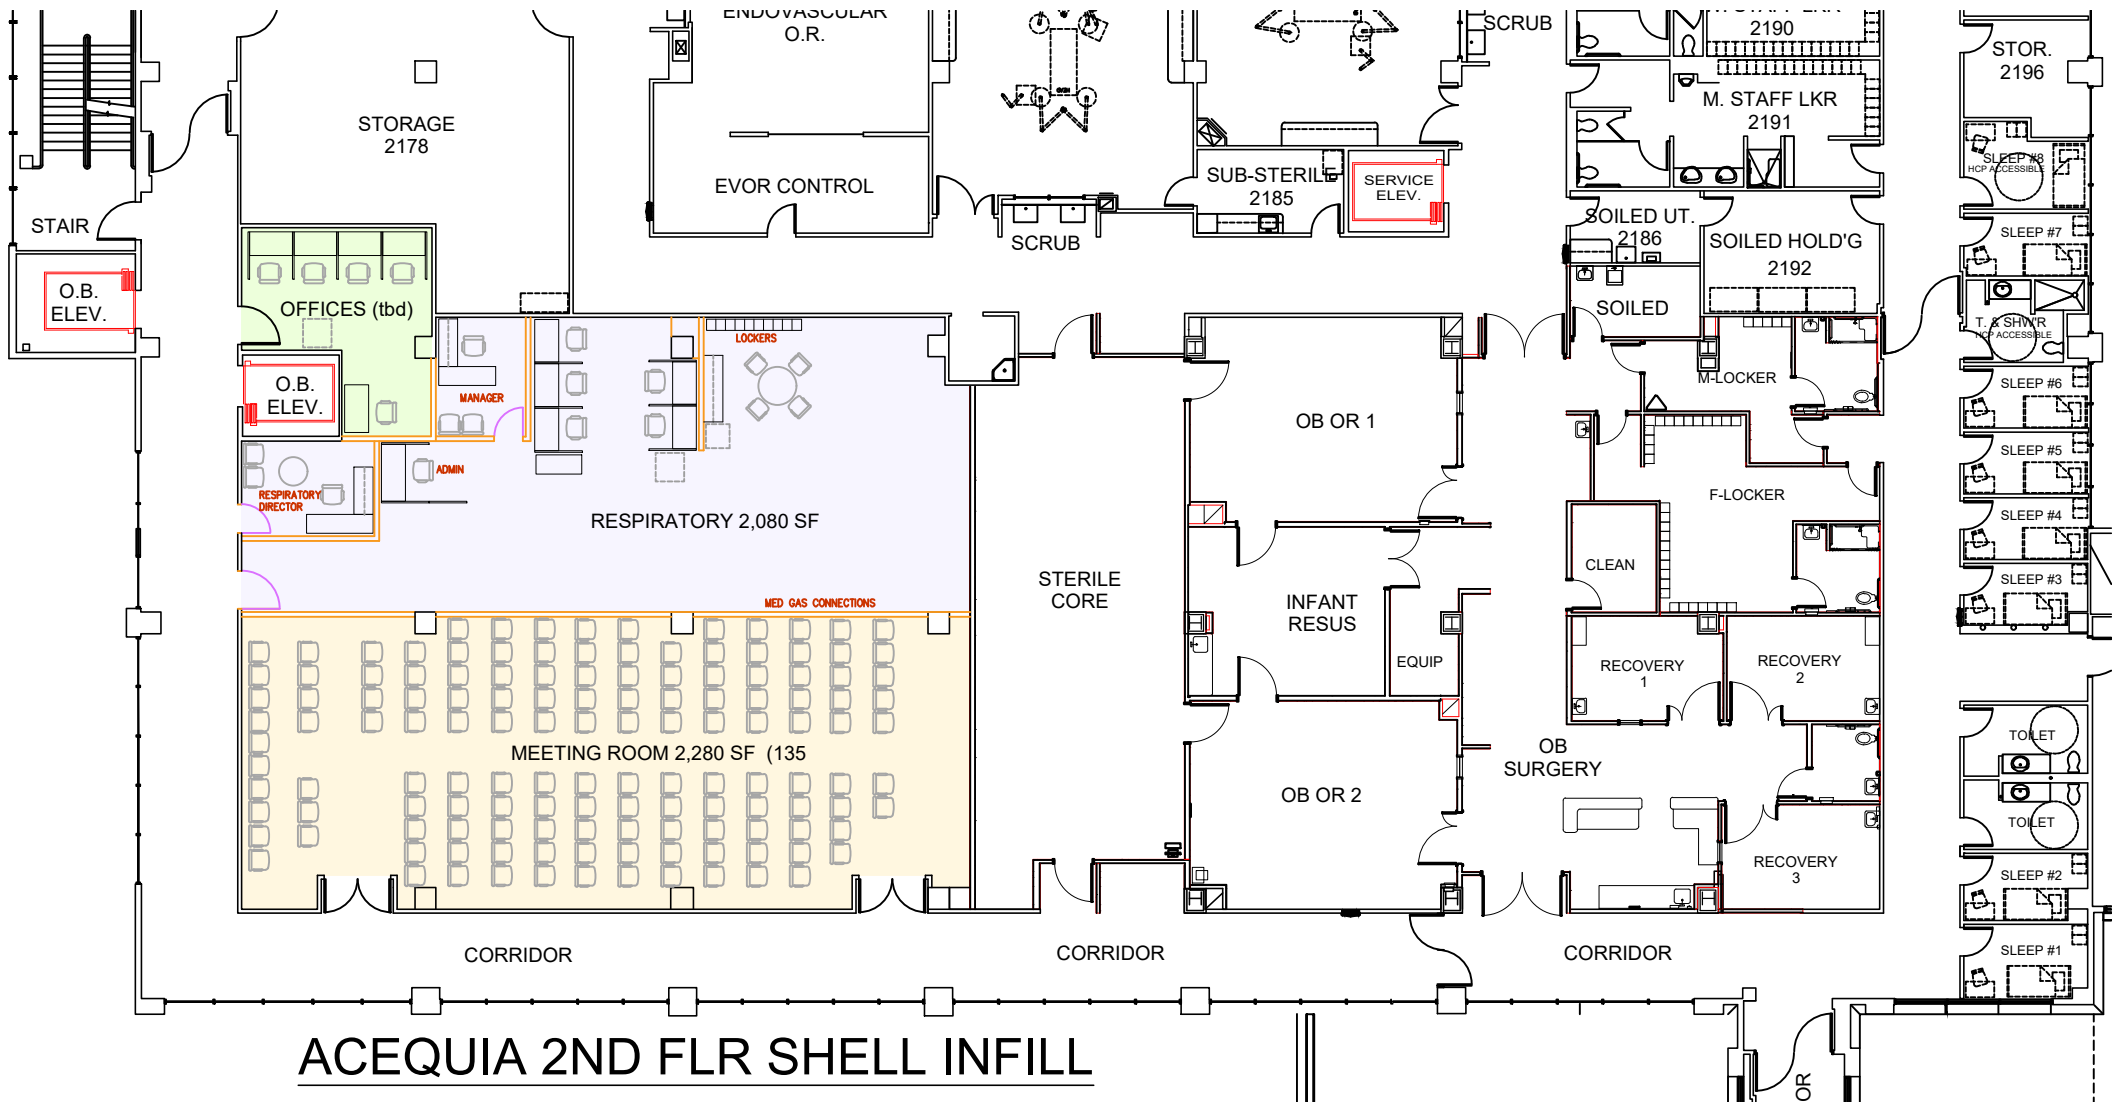 ENDOVASCULAR
O.R.
SCRUB
2190
STOR.
2196
STORAGE
2178
M. STAFF LKR
2191
EVOR CONTROL
SUB-STERILE
2185
SERVICE
ELEV.
SLEEP #8
HCP ACCESSIBLE
STAIR
SCRUB
SOILED UT.
2186
SOILED HOLD'G
2192
SLEEP #7
O.B.
ELEV.
OFFICES (tbd)
SOILED
T. & SHW'R
HCP ACCESSIBLE
LOCKERS
O.B.
ELEV.
MANAGER
M-LOCKER
SLEEP #6
OB OR 1
SLEEP #5
ADMIN
RESPIRATORY
DIRECTOR
F-LOCKER
RESPIRATORY 2,080 SF
SLEEP #4
CLEAN
STERILE
CORE
SLEEP #3
MED GAS CONNECTIONS
INFANT
RESUS
EQUIP
RECOVERY
1
RECOVERY
2
MEETING ROOM 2,280 SF (135
OB
SURGERY
TOILET
OB OR 2
TOILET
RECOVERY
3
SLEEP #2
CORRIDOR
CORRIDOR
CORRIDOR
SLEEP #1
ACEQUIA 2ND FLR SHELL INFILL
OR